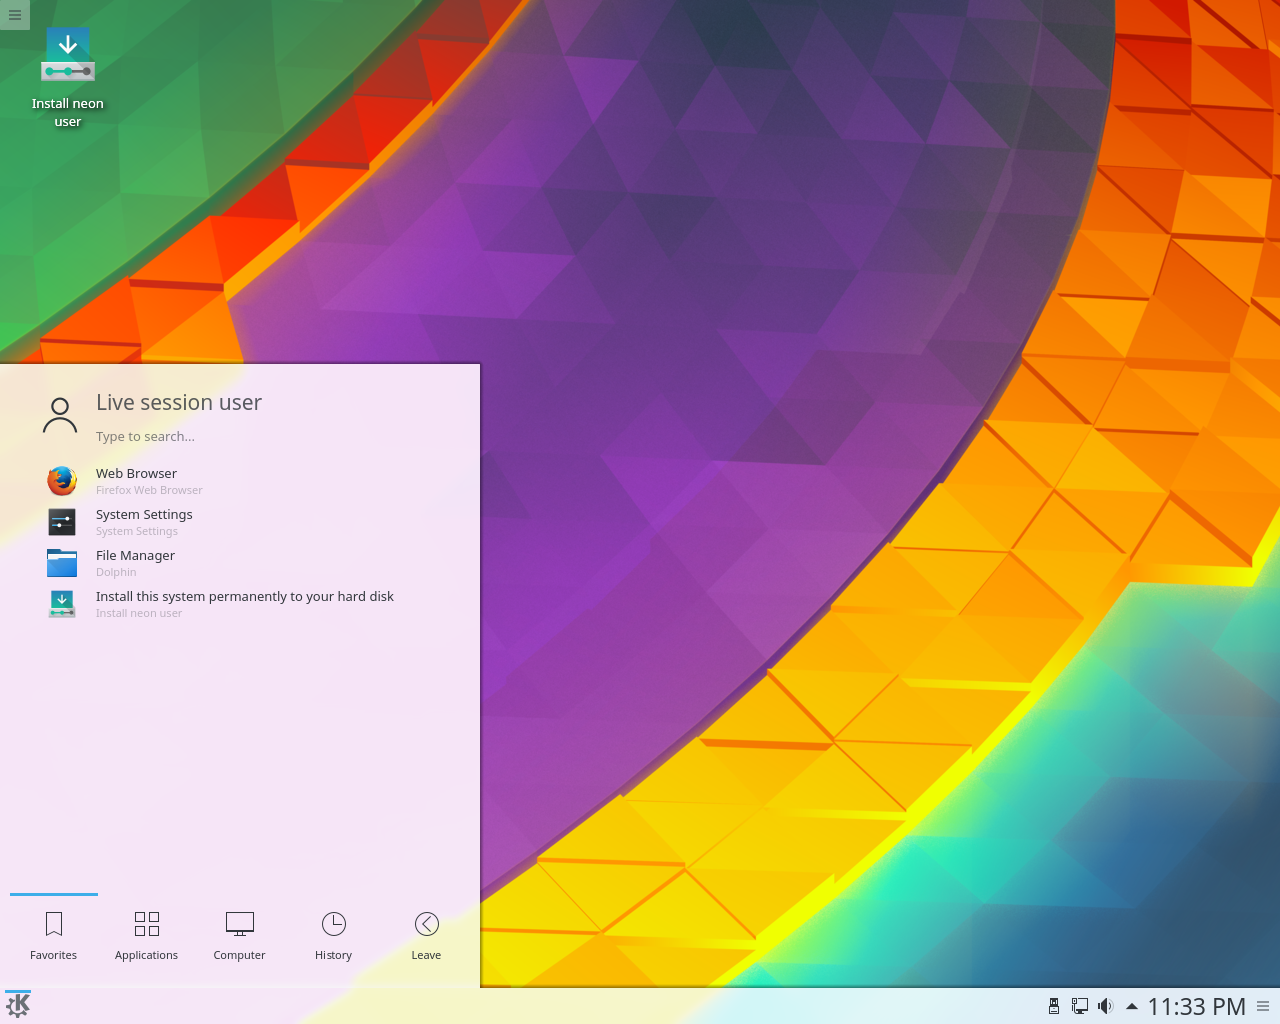 Install neon
user
Live session user
Type to search...
Web Browser
Firefox Web Browser
System Settings
System Settings
File Manager
Dolphin
Install this system permanently to your hard disk
Install neon user
Favorites
Applications
Computer
History
Leave
11:33 PM